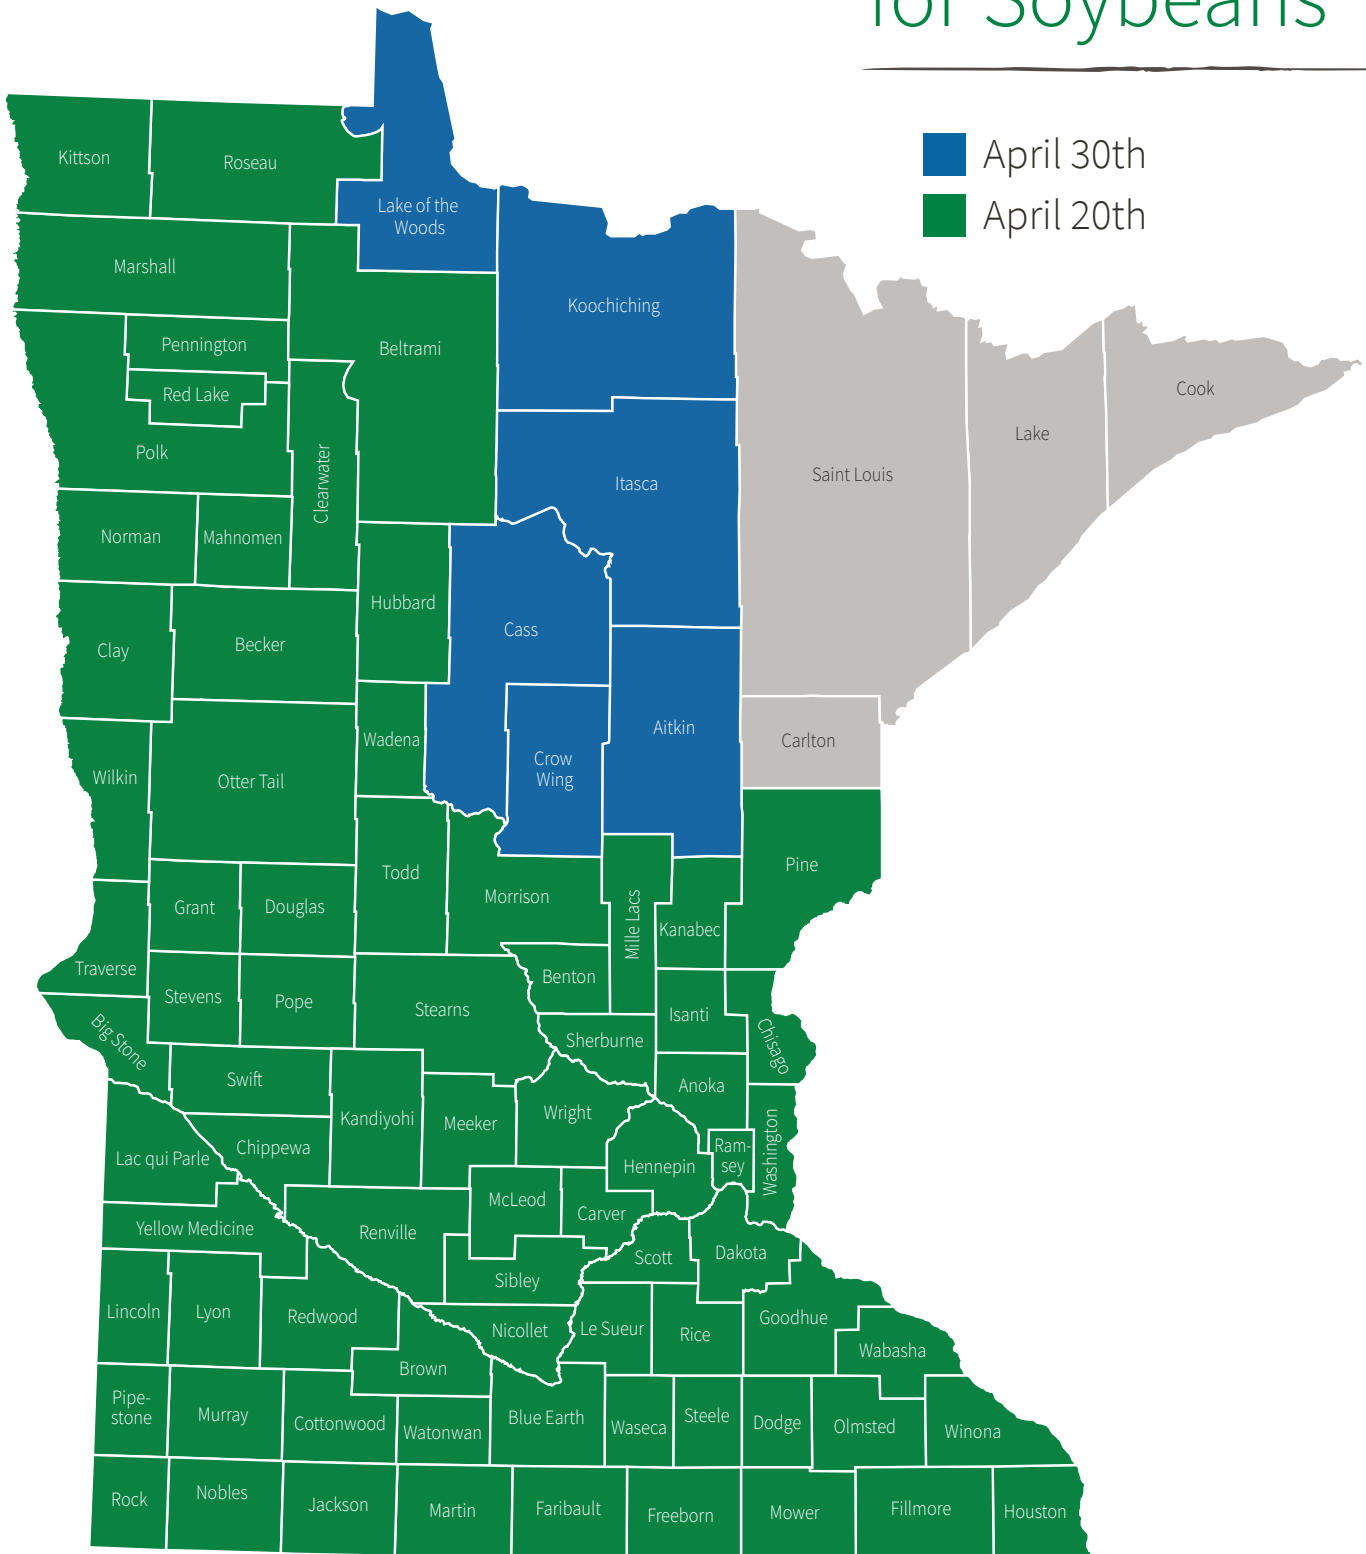 for Soybeans
April 30th
April 20th
Kittson
Roseau
Lake of the
Woods
Marshall
Koochiching
Pennington
Beltrami
Red Lake
Cook
Lake
Polk
Clearwater
Saint Louis
Itasca
Norman
Mahnomen
Hubbard
Cass
Becker
Clay
Aitkin
Wadena
Carlton
Crow
Wing
Wilkin
Otter Tail
Pine
Todd
Morrison
Grant
Douglas
Mille Lacs
Kanabec
Traverse
Stevens
Pope
Stearns
Benton
Isanti
Big Stone
Sherburne
Chisago
Swift
Anoka
Kandiyohi
Meeker
Wright
Washington
Chippewa
Lac qui Parle
Hennepin
Ram-
sey
McLeod
Carver
Yellow Medicine
Renville
Scott
Dakota
Sibley
Lincoln
Lyon
Redwood
Nicollet
Le Sueur
Rice
Goodhue
Wabasha
Brown
Pipe-
stone
Murray
Cottonwood
Watonwan
Blue Earth
Waseca
Steele
Dodge
Olmsted
Winona
Rock
Nobles
Jackson
Martin
Faribault
Freeborn
Mower
Fillmore
Houston